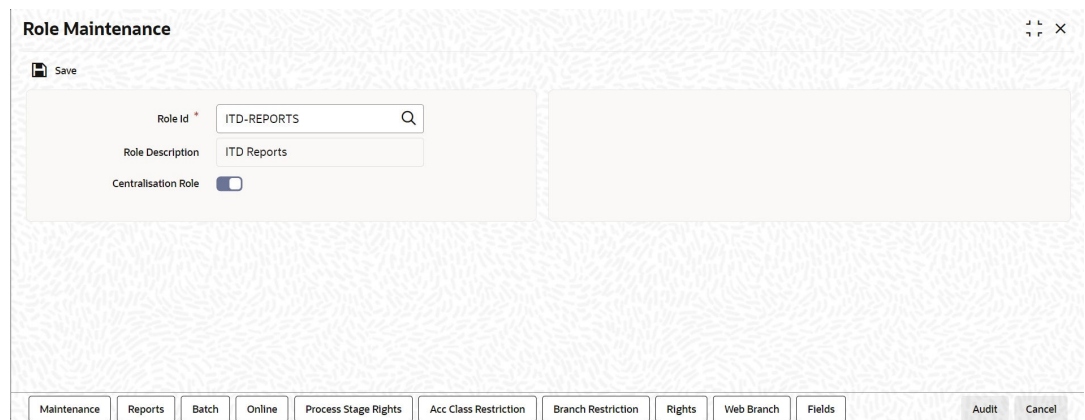 Role Maintenance
Save
Role Id *
ITD-REPORTS
Role Description
ITD Reports
Centralisation Role
Maintenance Reports Batch Online Process Stage Rights Acc Class Restriction Branch Restriction Rights Web Branch Fields Audit Cancel